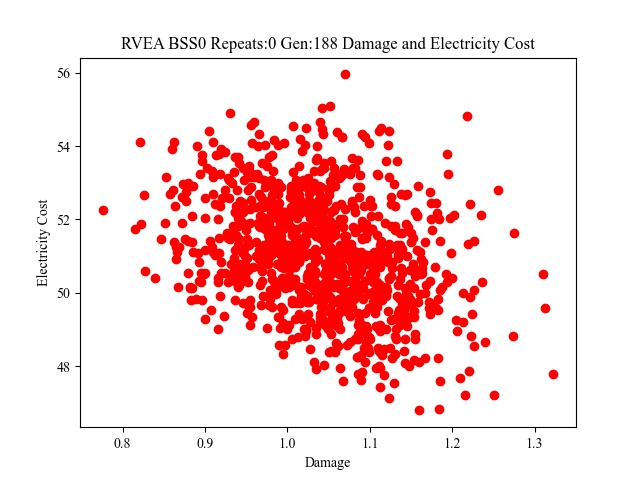 RVEA BSS0 Repeats:0 Gen:188 Damage and Electricity Cost
56
54
52
50
48
Electricity Cost
0.8 0.9 1.0 1.1 1.2 1.3
Damage